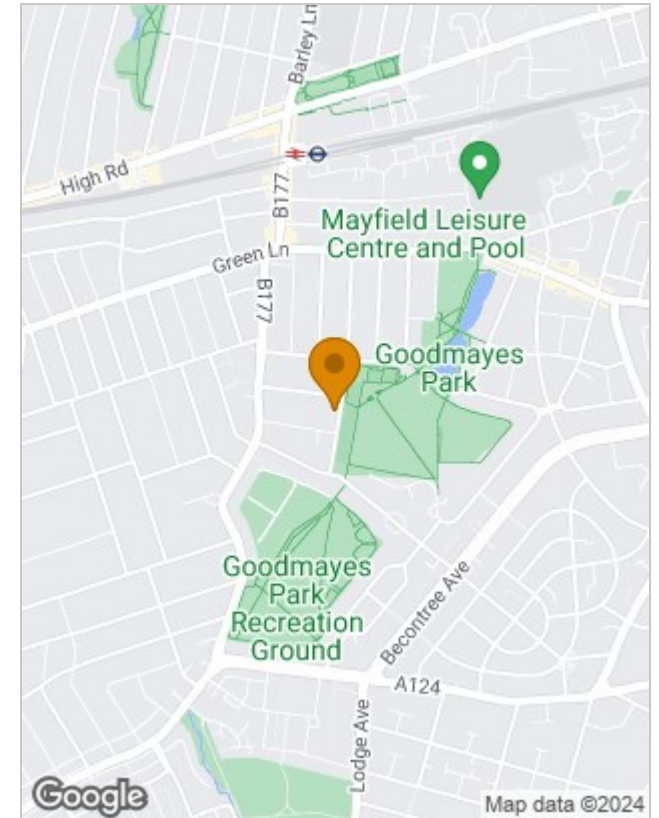 Barley Ln
High Rd
B177
Mayfield Leisure
Centre and Pool
Green Ln
B177
Goodmayes
Park
Goodmayes
Park
Recreation
Ground
Becontree Ave
A124
Lodge Ave
Google
Map data ©2024